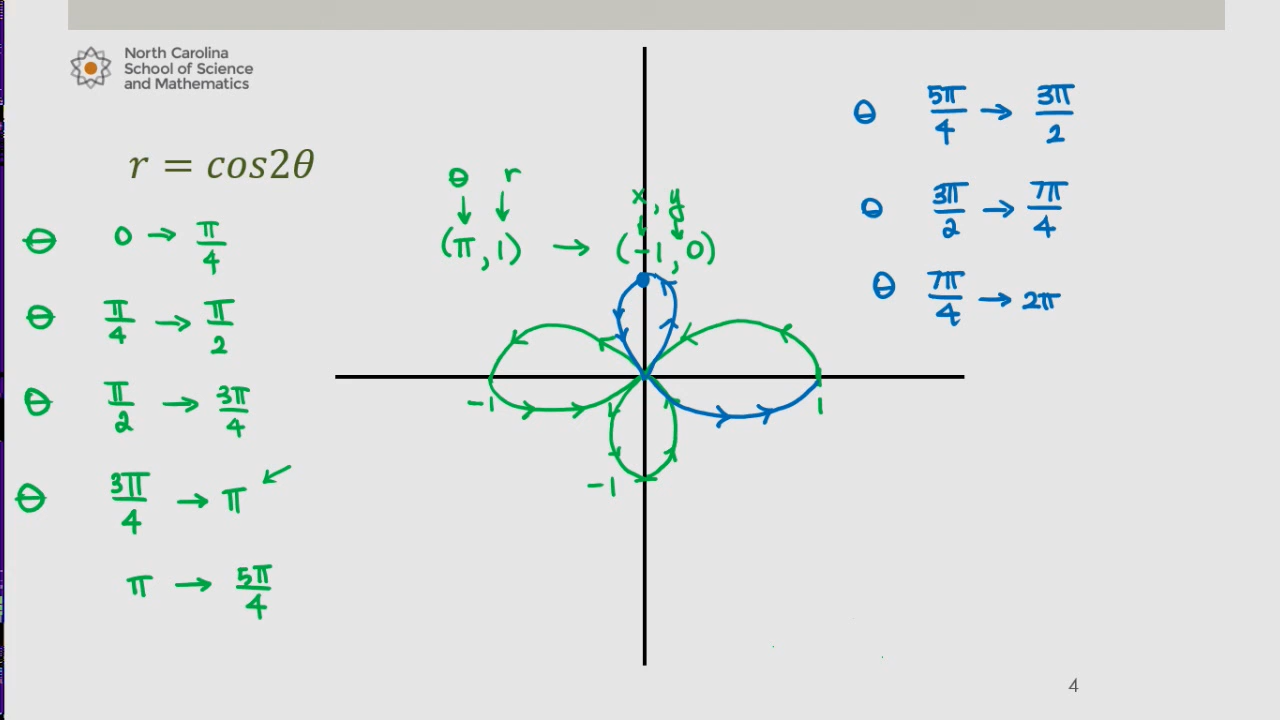 North Carolina
School of Science
and Mathematics
r = cos2θ
θ 0 → π/4
θ π/4 → π/2
θ π/2 → 3π/4
θ 3π/4 → π
π → 5π/4
θ r
x, y
(π, 1) → (-1, 0)
-1
1
-1
θ 5π/4 → 3π/2
θ 3π/2 → 7π/4
θ 7π/4 → 2π
4